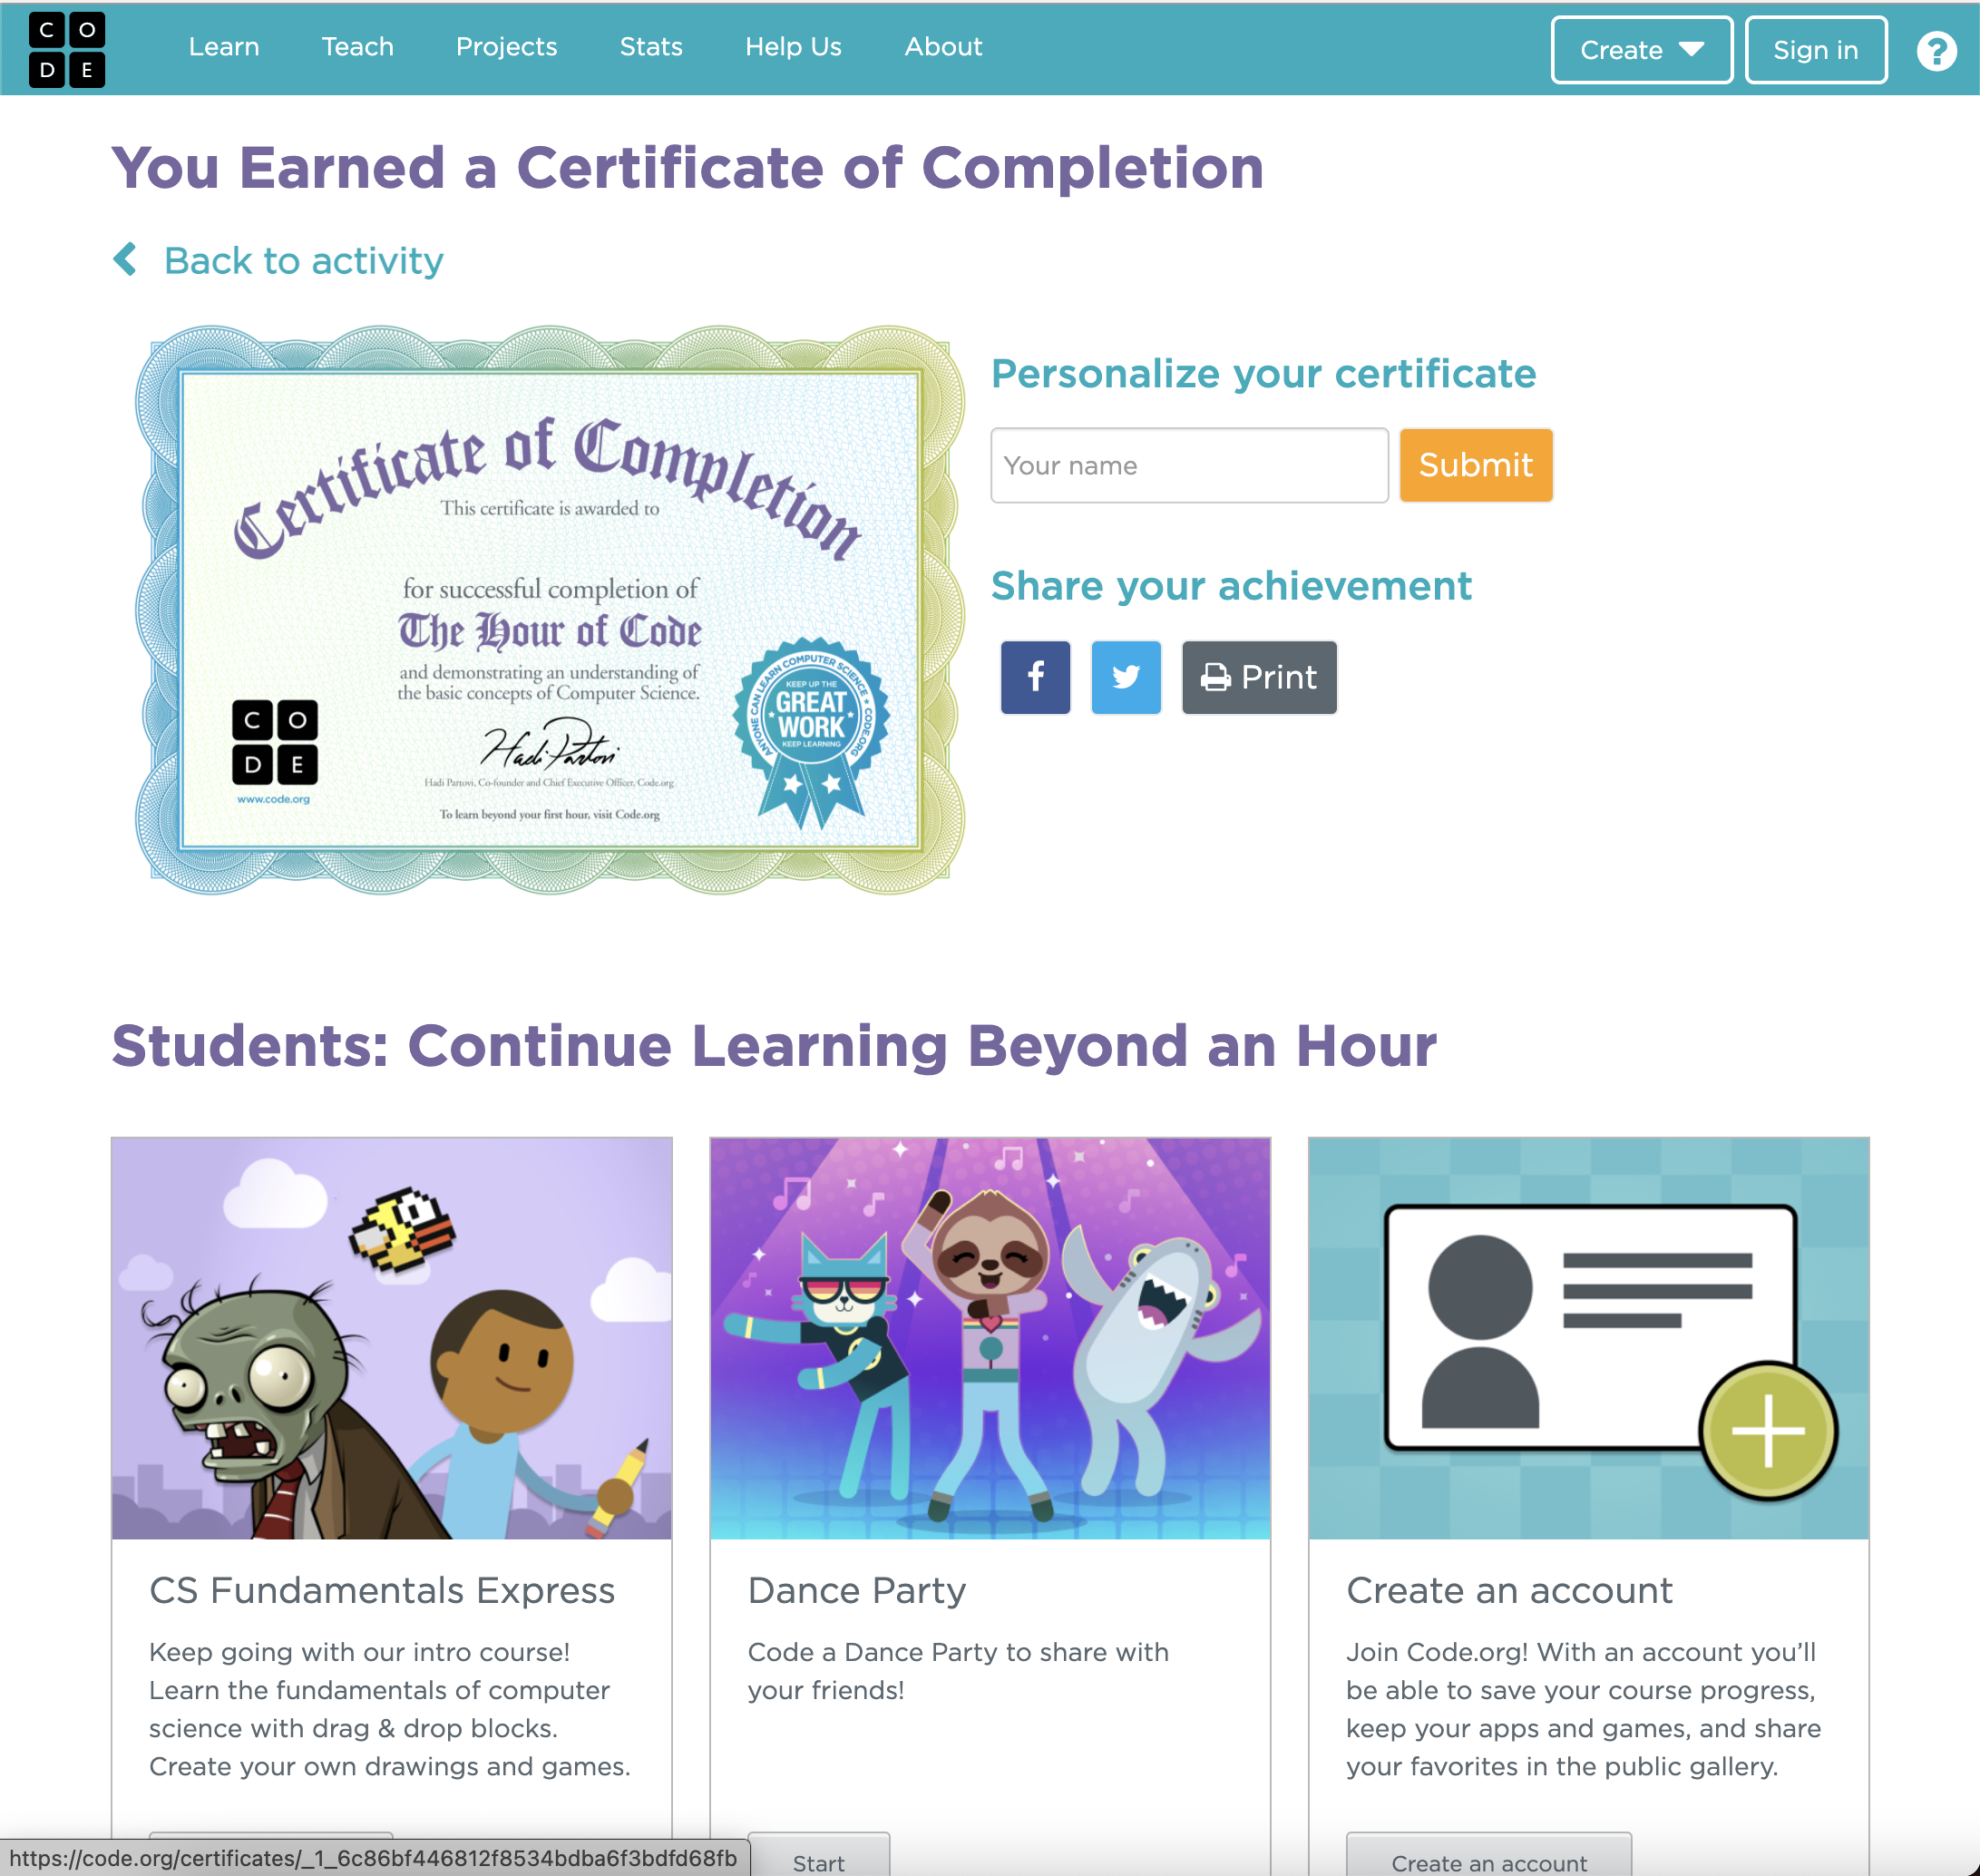 C O
D E
Learn Teach Projects Stats Help Us About
Create Sign in ?
You Earned a Certificate of Completion
Back to activity
Certificate of Completion
This certificate is awarded to
for successful completion of
The Hour of Code
and demonstrating an understanding of
the basic concepts of Computer Science.
C O
D E
www.code.org
Hadi Partovi
Hadi Partovi, Co-founder and Chief Executive Officer, Code.org
To learn beyond your first hour, visit Code.org
ANYONE CAN LEARN COMPUTER SCIENCE ★ CODE.ORG
KEEP UP THE
GREAT
WORK
KEEP LEARNING
Personalize your certificate
Your name
Submit
Share your achievement
f
Print
Students: Continue Learning Beyond an Hour
CS Fundamentals Express
Keep going with our intro course!
Learn the fundamentals of computer
science with drag & drop blocks.
Create your own drawings and games.
Dance Party
Code a Dance Party to share with
your friends!
Start
Create an account
Join Code.org! With an account you’ll
be able to save your course progress,
keep your apps and games, and share
your favorites in the public gallery.
Create an account
https://code.org/certificates/_1_6c86bf446812f8534bdba6f3bdfd68fb